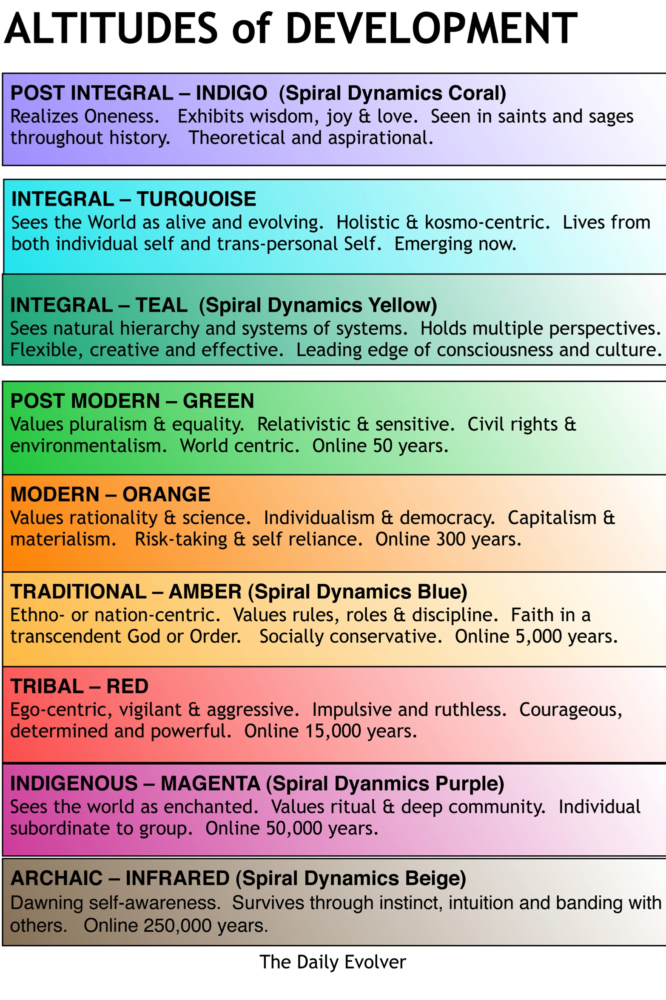 ALTITUDES of DEVELOPMENT
POST INTEGRAL – INDIGO (Spiral Dynamics Coral)
Realizes Oneness. Exhibits wisdom, joy & love. Seen in saints and sages
throughout history. Theoretical and aspirational.
INTEGRAL – TURQUOISE
Sees the World as alive and evolving. Holistic & kosmo-centric. Lives from
both individual self and trans-personal Self. Emerging now.
INTEGRAL – TEAL (Spiral Dynamics Yellow)
Sees natural hierarchy and systems of systems. Holds multiple perspectives.
Flexible, creative and effective. Leading edge of consciousness and culture.
POST MODERN – GREEN
Values pluralism & equality. Relativistic & sensitive. Civil rights &
environmentalism. World centric. Online 50 years.
MODERN – ORANGE
Values rationality & science. Individualism & democracy. Capitalism &
materialism. Risk-taking & self reliance. Online 300 years.
TRADITIONAL – AMBER (Spiral Dynamics Blue)
Ethno- or nation-centric. Values rules, roles & discipline. Faith in a
transcendent God or Order. Socially conservative. Online 5,000 years.
TRIBAL – RED
Ego-centric, vigilant & aggressive. Impulsive and ruthless. Courageous,
determined and powerful. Online 15,000 years.
INDIGENOUS – MAGENTA (Spiral Dyanmics Purple)
Sees the world as enchanted. Values ritual & deep community. Individual
subordinate to group. Online 50,000 years.
ARCHAIC – INFRARED (Spiral Dynamics Beige)
Dawning self-awareness. Survives through instinct, intuition and banding with
others. Online 250,000 years.
The Daily Evolver